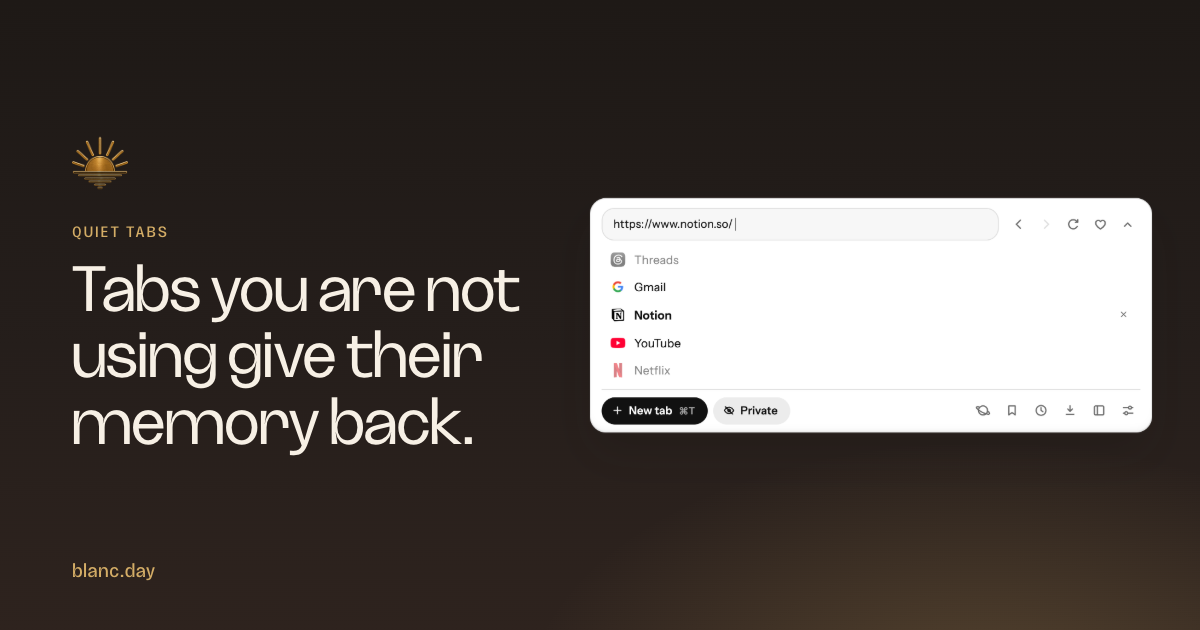 QUIET TABS
Tabs you are not
using give their
memory back.
blanc.day
https://www.notion.so/
Threads
Gmail
Notion
YouTube
Netflix
+ New tab ⌘T
Private